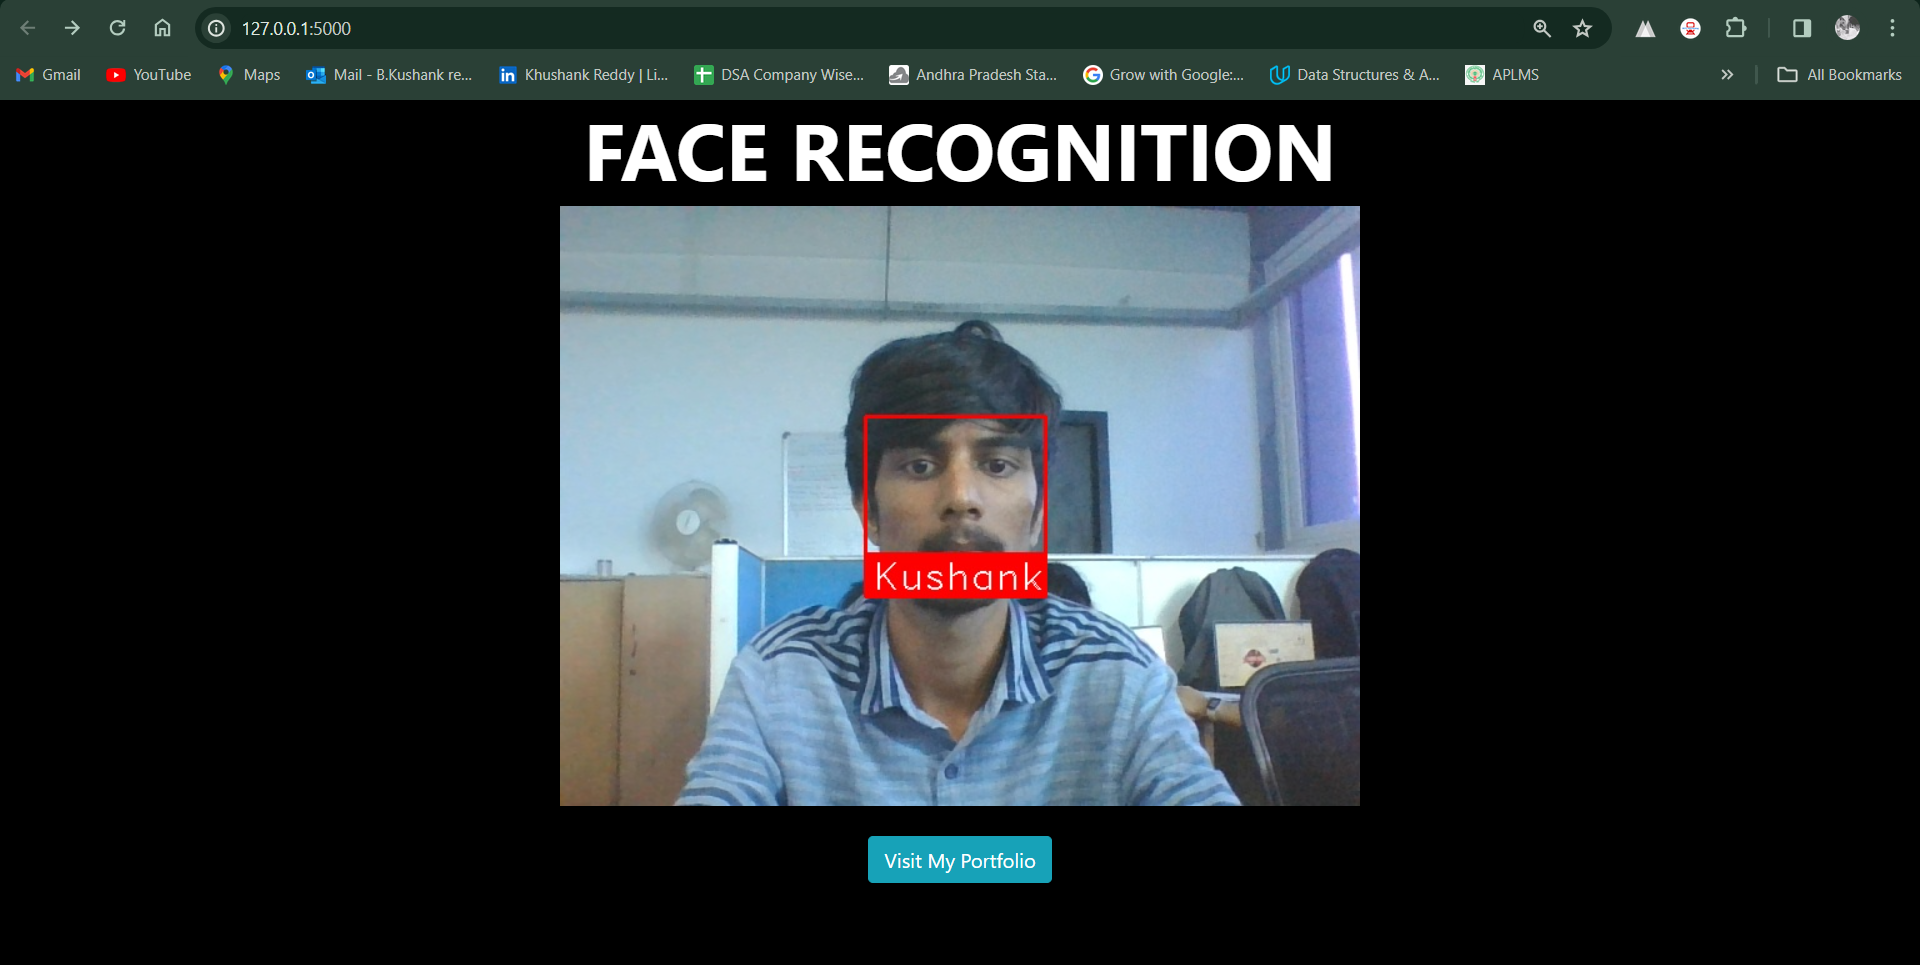 127.0.0.1:5000
Gmail
YouTube
Maps
Mail - B.Kushank re...
Khushank Reddy | Li...
DSA Company Wise...
Andhra Pradesh Sta...
Grow with Google:...
Data Structures & A...
APLMS
All Bookmarks
FACE RECOGNITION
Kushank
Visit My Portfolio